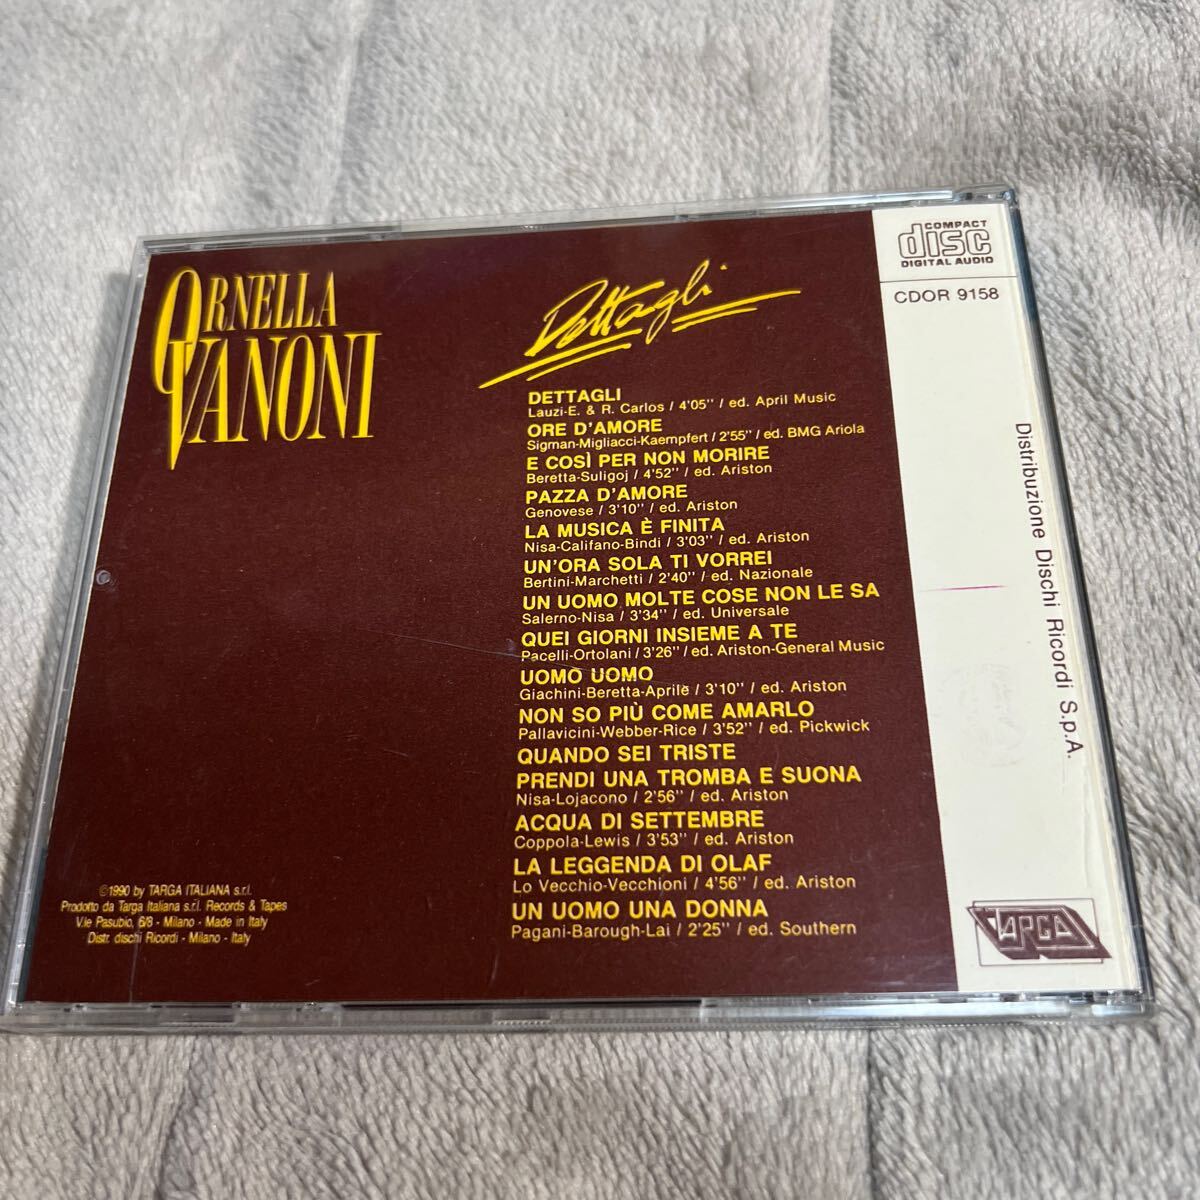 ORNELLA
VANONI
Dettagli
DETTAGLI
Lauzi-E. & R. Carlos / 4'05'' / ed. April Music
ORE D'AMORE
Sigman-Migliacci-Kaempfert / 2'55'' / ed. BMG Ariola
E COSÌ PER NON MORIRE
Beretta-Suligoj / 4'52'' / ed. Ariston
PAZZA D'AMORE
Genovese / 3'10'' / ed. Ariston
LA MUSICA È FINITA
Nisa-Califano-Bindi / 3'03'' / ed. Ariston
UN'ORA SOLA TI VORREI
Bertini-Marchetti / 2'40'' / ed. Nazionale
UN UOMO MOLTE COSE NON LE SA
Salerno-Nisa / 3'34'' / ed. Universale
QUEI GIORNI INSIEME A TE
Pacelli-Ortolani / 3'26'' / ed. Ariston-General Music
UOMO UOMO
Giachini-Beretta-Aprile / 3'10'' / ed. Ariston
NON SO PIÙ COME AMARLO
Pallavicini-Webber-Rice / 3'52'' / ed. Pickwick
QUANDO SEI TRISTE
PRENDI UNA TROMBA E SUONA
Nisa-Lojacono / 2'56'' / ed. Ariston
ACQUA DI SETTEMBRE
Coppola-Lewis / 3'53'' / ed. Ariston
LA LEGGENDA DI OLAF
Lo Vecchio-Vecchioni / 4'56'' / ed. Ariston
UN UOMO UNA DONNA
Pagani-Barough-Lai / 2'25'' / ed. Southern
©1990 by TARGA ITALIANA s.r.l.
Prodotto da Targa Italiana s.r.l. Records & Tapes
V.le Pasubio, 6/8 - Milano - Made in Italy
Distr. dischi Ricordi - Milano - Italy
COMPACT
disc
DIGITAL AUDIO
CDOR 9158
Distribuzione Dischi Ricordi S.p.A.
TARGA